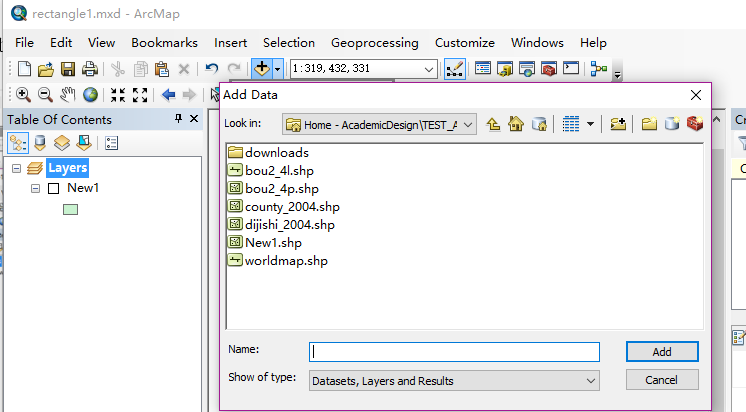 rectangle1.mxd - ArcMap
File Edit View Bookmarks Insert Selection Geoprocessing Customize Windows Help
1:319,432,331
Table Of Contents
Layers
New1
Add Data
Look in: Home - AcademicDesign\TEST_A
downloads
bou2_4l.shp
bou2_4p.shp
county_2004.shp
dijishi_2004.shp
New1.shp
worldmap.shp
Name: Add
Show of type: Datasets, Layers and Results Cancel
Cr